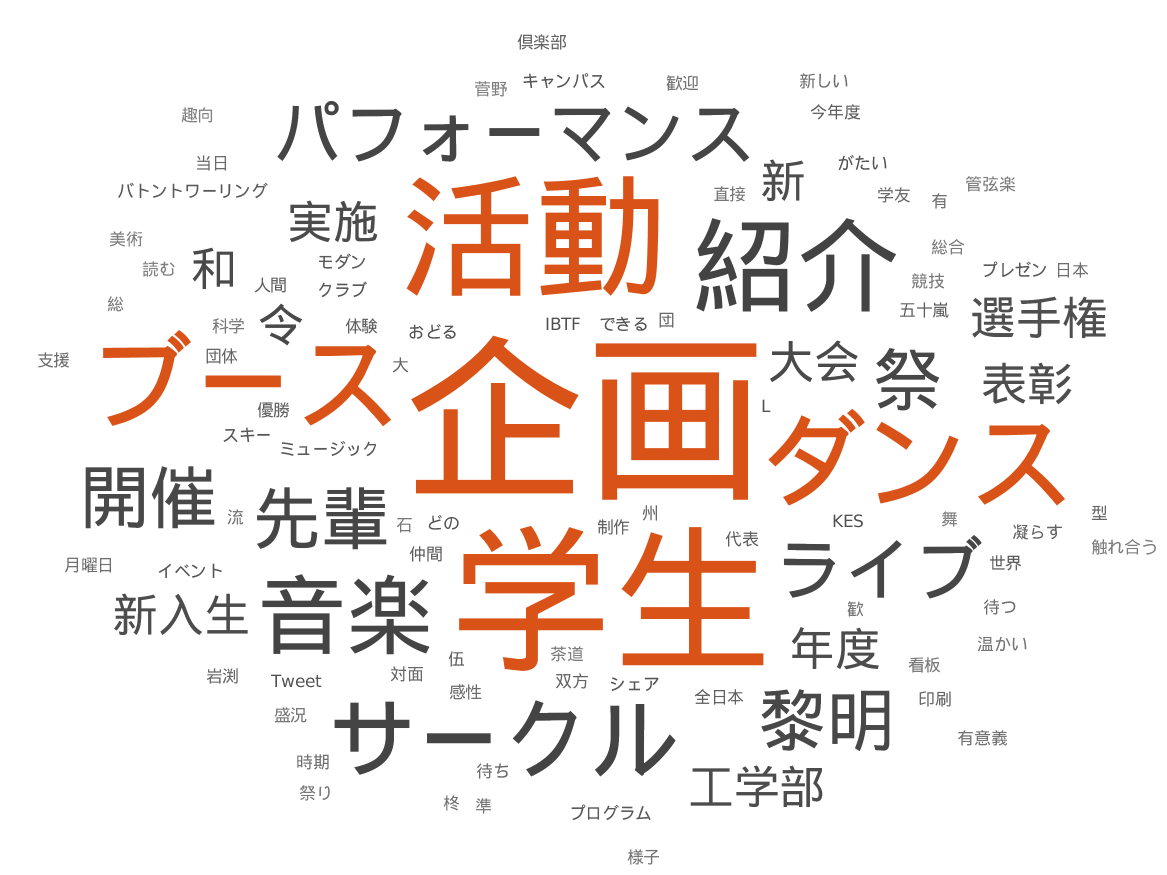 倶楽部
菅野
キャンパス
歓迎
新しい
趣向
パフォーマンス
今年度
当日
バトントワーリング
活動
直接
新
がたい
学友
有
管弦楽
美術
実施
紹介
総合
読む
和
人間
モダン
クラブ
競技
プレゼン
日本
総
科学
令
体験
おどる
IBTF
できる
団
五十嵐
選手権
支援
ブース
団体
大
企画
大会
祭
表彰
優勝
スキー
ミュージック
L
ダンス
開催
流
先輩
石
どの
仲間
制作
州
代表
KES
舞
凝らす
型
触れ合う
月曜日
イベント
学生
ライブ
世界
新入生
音楽
歓
待つ
岩渕
Tweet
対面
伍
感性
茶道
双方
シェア
年度
看板
温かい
盛況
サークル
全日本
黎明
印刷
有意義
時期
祭り
待ち
柊
準
プログラム
工学部
様子